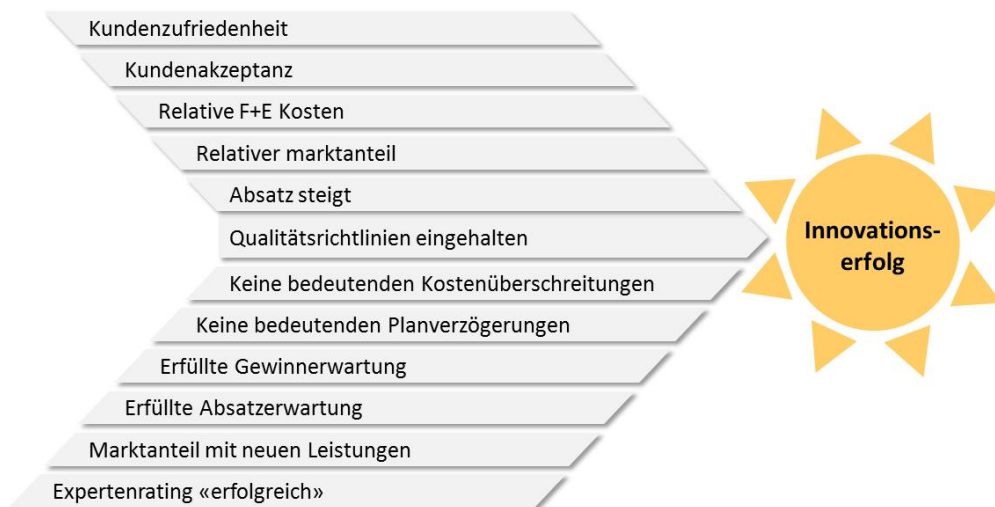 Kundenzufriedenheit
Kundenakzeptanz
Relative F+E Kosten
Relativer marktanteil
Absatz steigt
Qualitätsrichtlinien eingehalten
Keine bedeutenden Kostenüberschreitungen
Keine bedeutenden Planverzögerungen
Erfüllte Gewinnerwartung
Erfüllte Absatzerwartung
Marktanteil mit neuen Leistungen
Expertenrating «erfolgreich»
Innovations-
erfolg